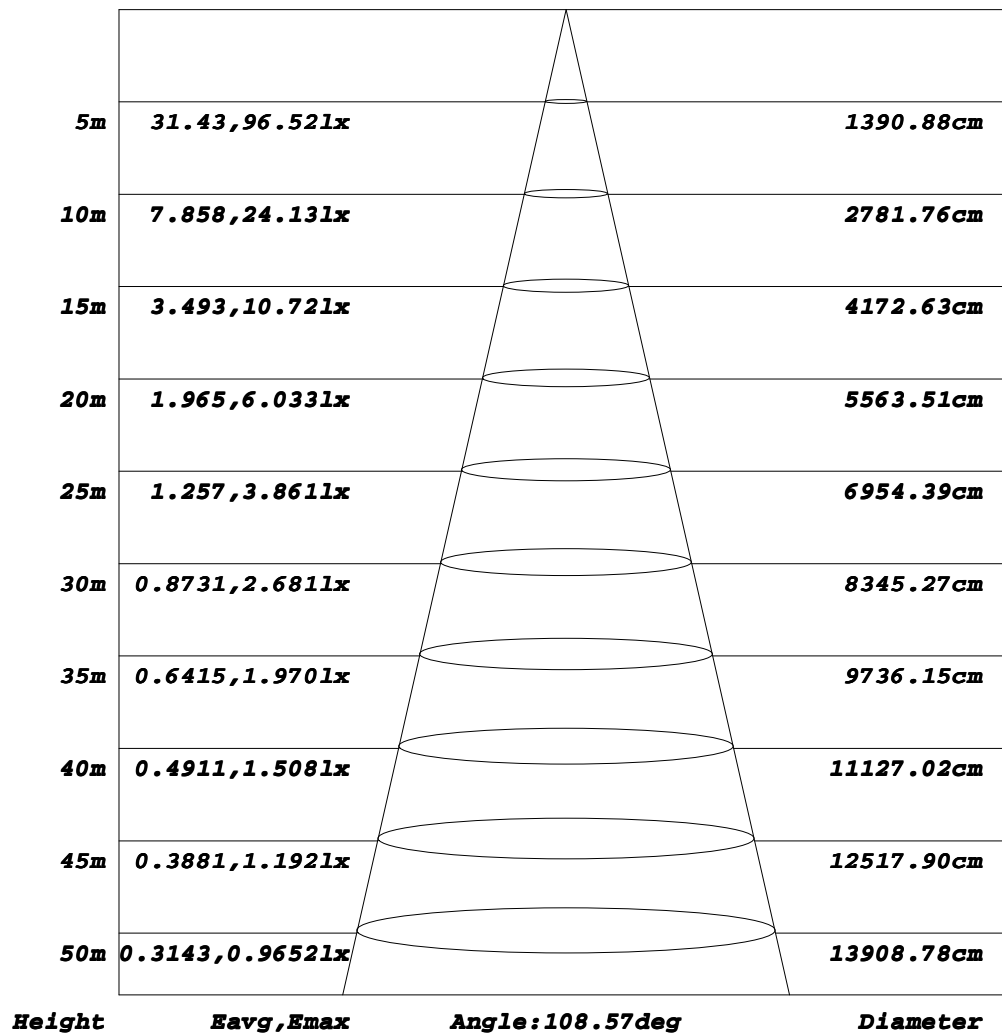 5m 31.43,96.52lx 1390.88cm
10m 7.858,24.13lx 2781.76cm
15m 3.493,10.72lx 4172.63cm
20m 1.965,6.033lx 5563.51cm
25m 1.257,3.861lx 6954.39cm
30m 0.8731,2.681lx 8345.27cm
35m 0.6415,1.970lx 9736.15cm
40m 0.4911,1.508lx 11127.02cm
45m 0.3881,1.192lx 12517.90cm
50m 0.3143,0.9652lx 13908.78cm
Height Eavg,Emax Angle:108.57deg Diameter